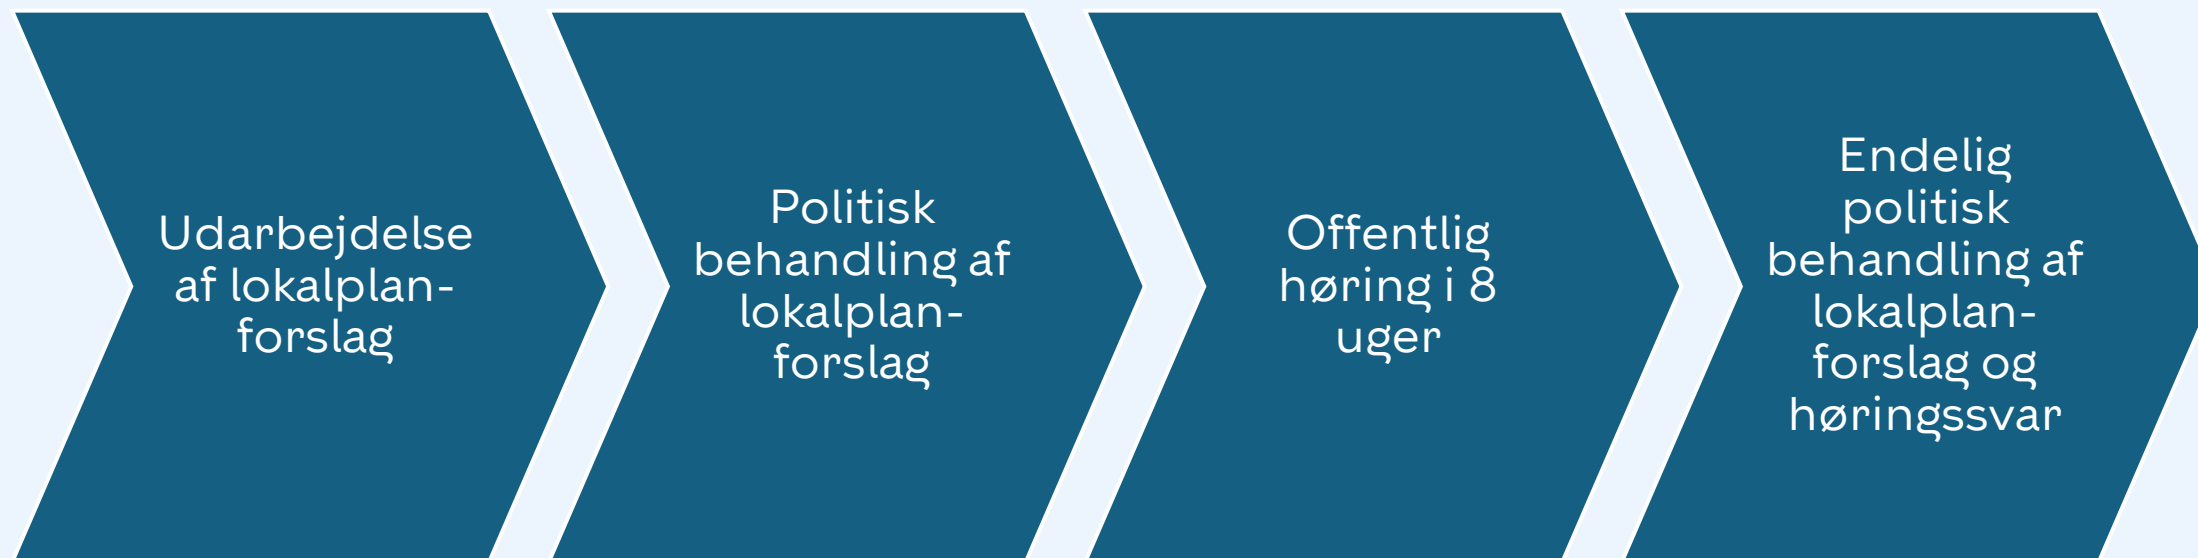 Udarbejdelse
af lokalplan-
forslag
Politisk
behandling af
lokalplan-
forslag
Offentlig
høring i 8
uger
Endelig
politisk
behandling af
lokalplan-
forslag og
høringssvar